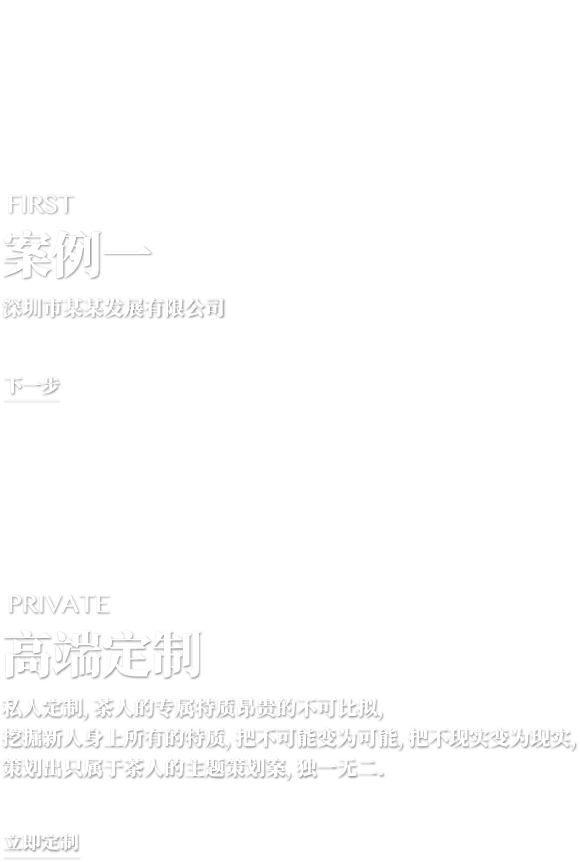 FIRST
案例一
深圳市某某发展有限公司
下一步
PRIVATE
高端定制
私人定制, 茶人的专属特质昂贵的不可比拟,
挖掘新人身上所有的特质, 把不可能变为可能, 把不现实变为现实,
策划出只属于茶人的主题策划案, 独一无二.
立即定制